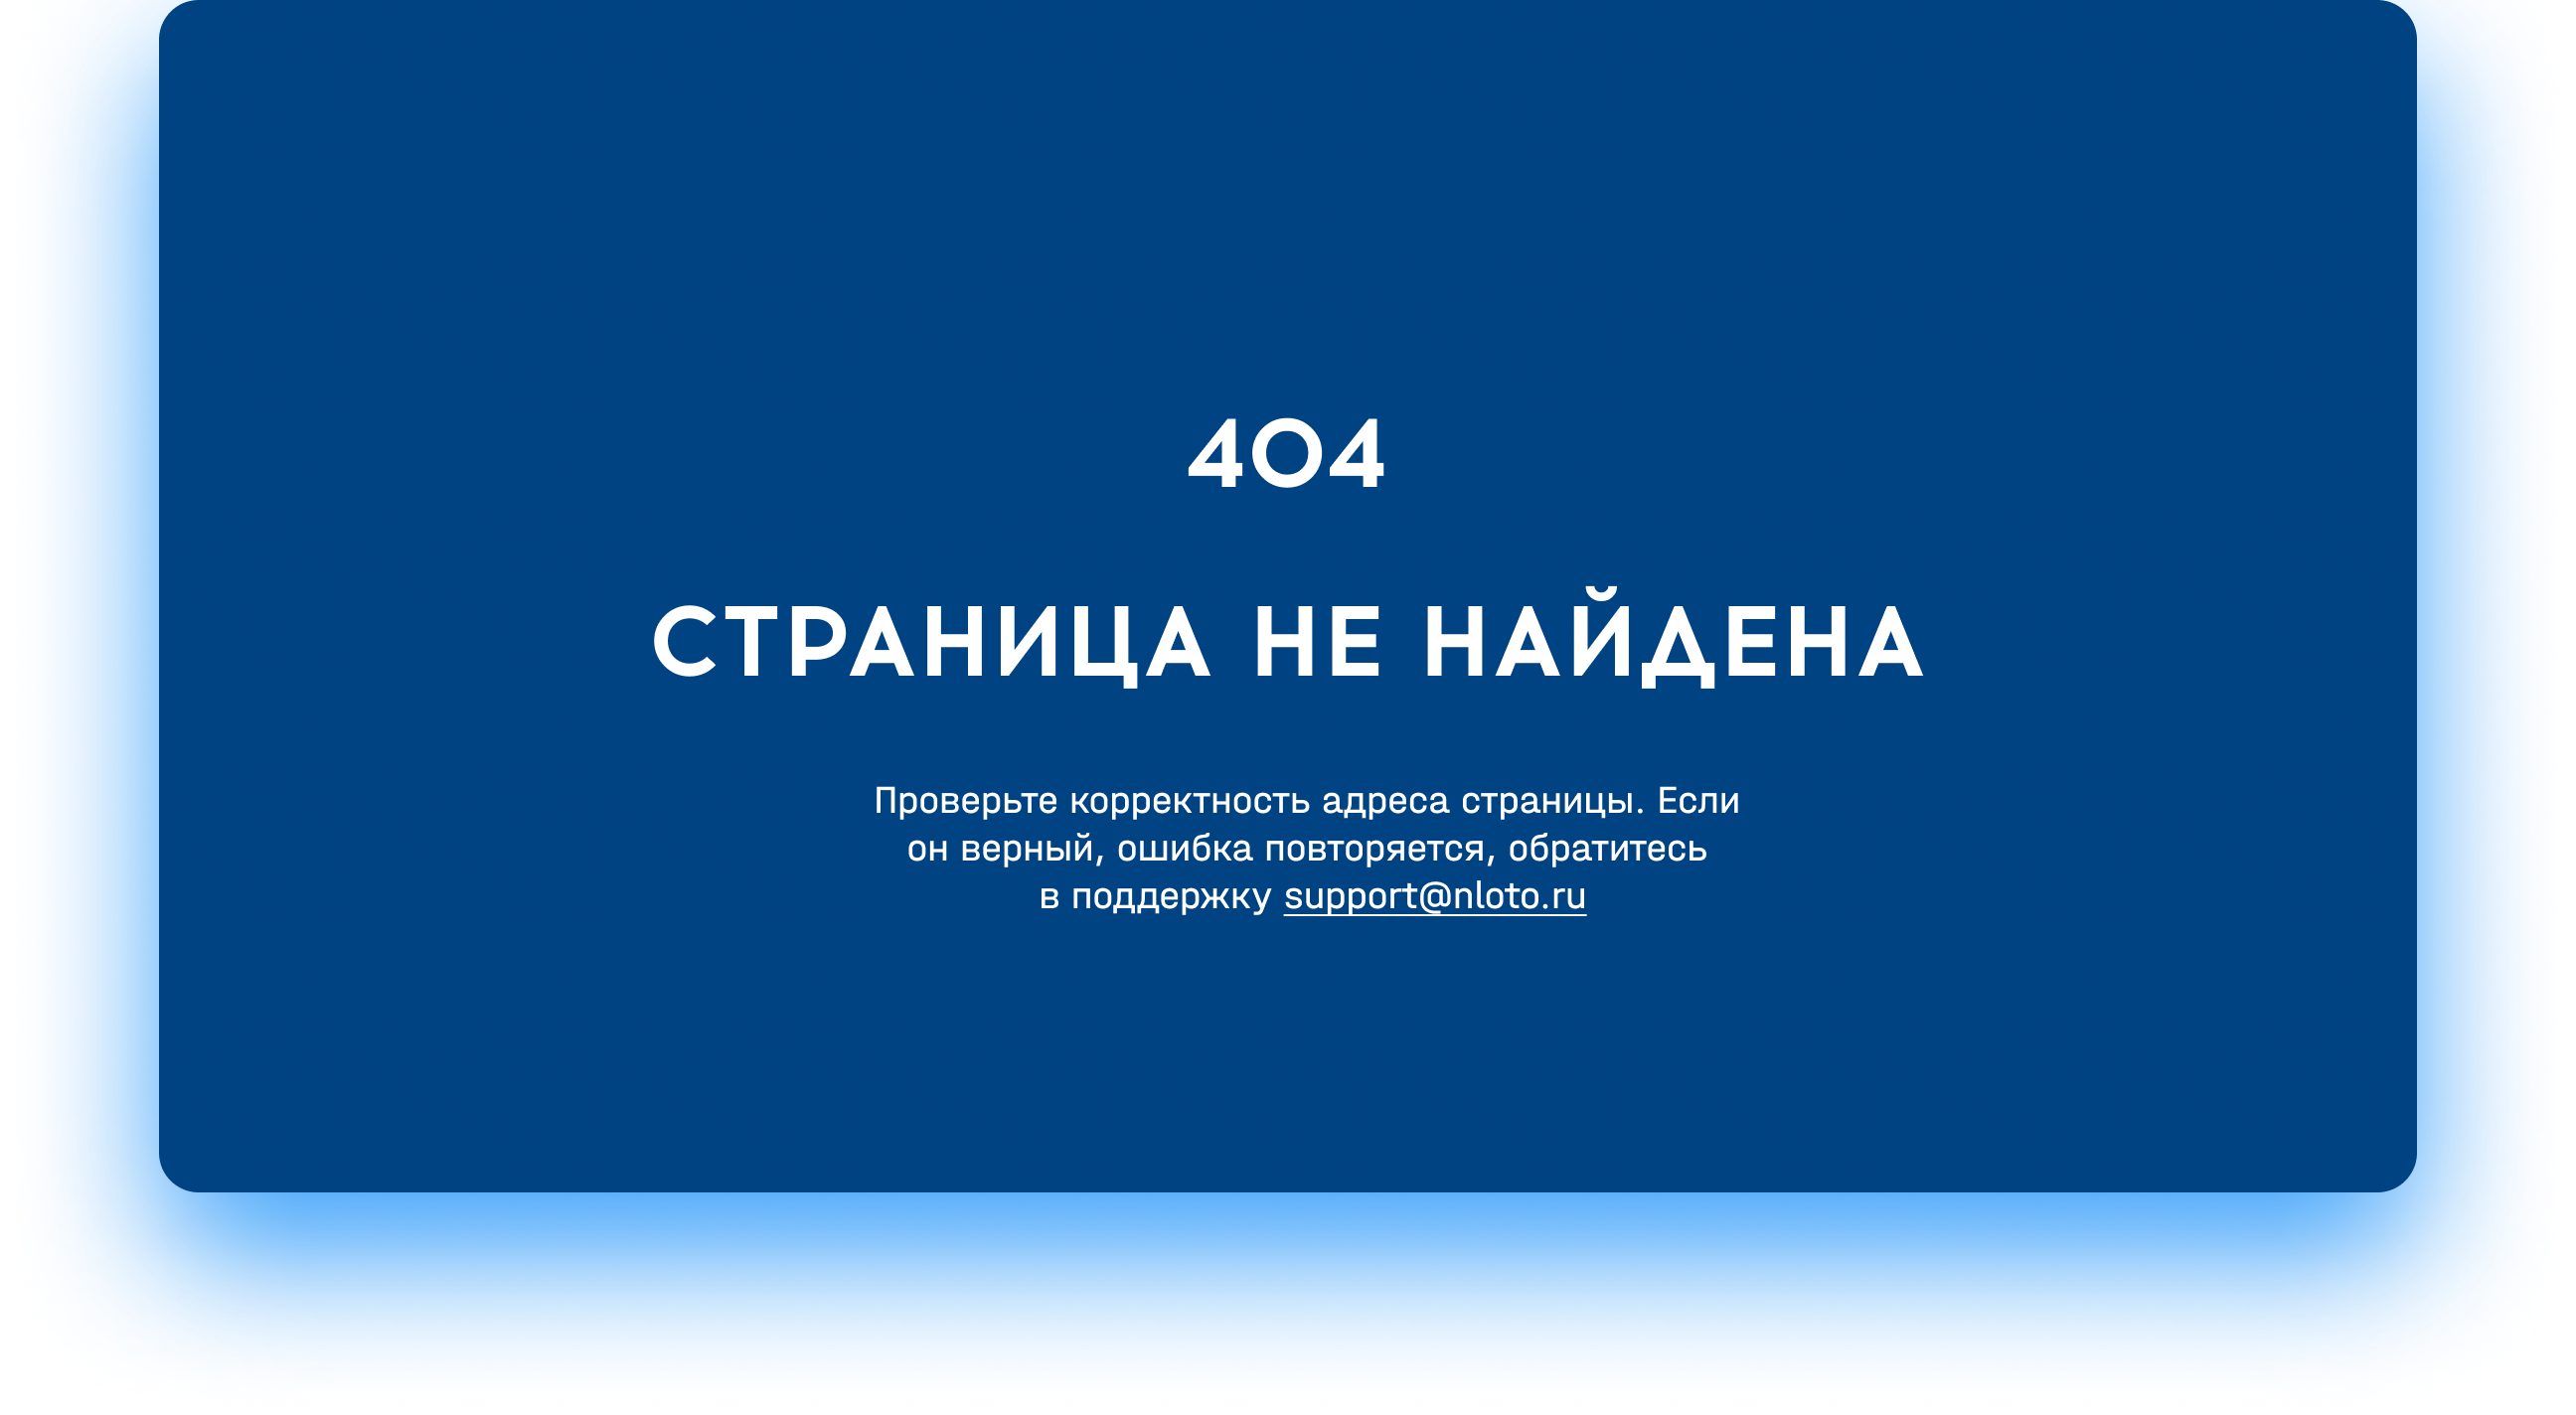 404
СТРАНИЦА НЕ НАЙДЕНА
Проверьте корректность адреса страницы. Если
он верный, ошибка повторяется, обратитесь
в поддержку support@nloto.ru